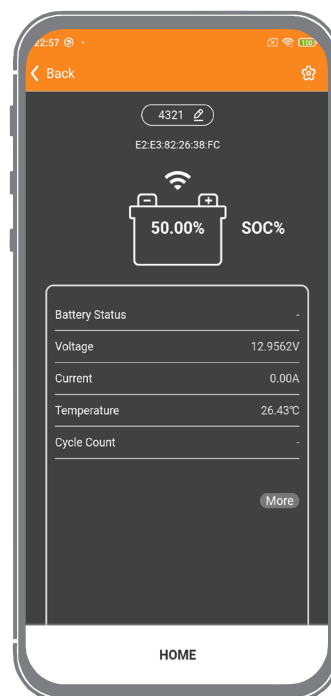 22:57
100
Back
4321
E2:E3:82:26:38:FC
50.00% SOC%
Battery Status -
Voltage 12.9562V
Current 0.00A
Temperature 26.43℃
Cycle Count -
More
HOME